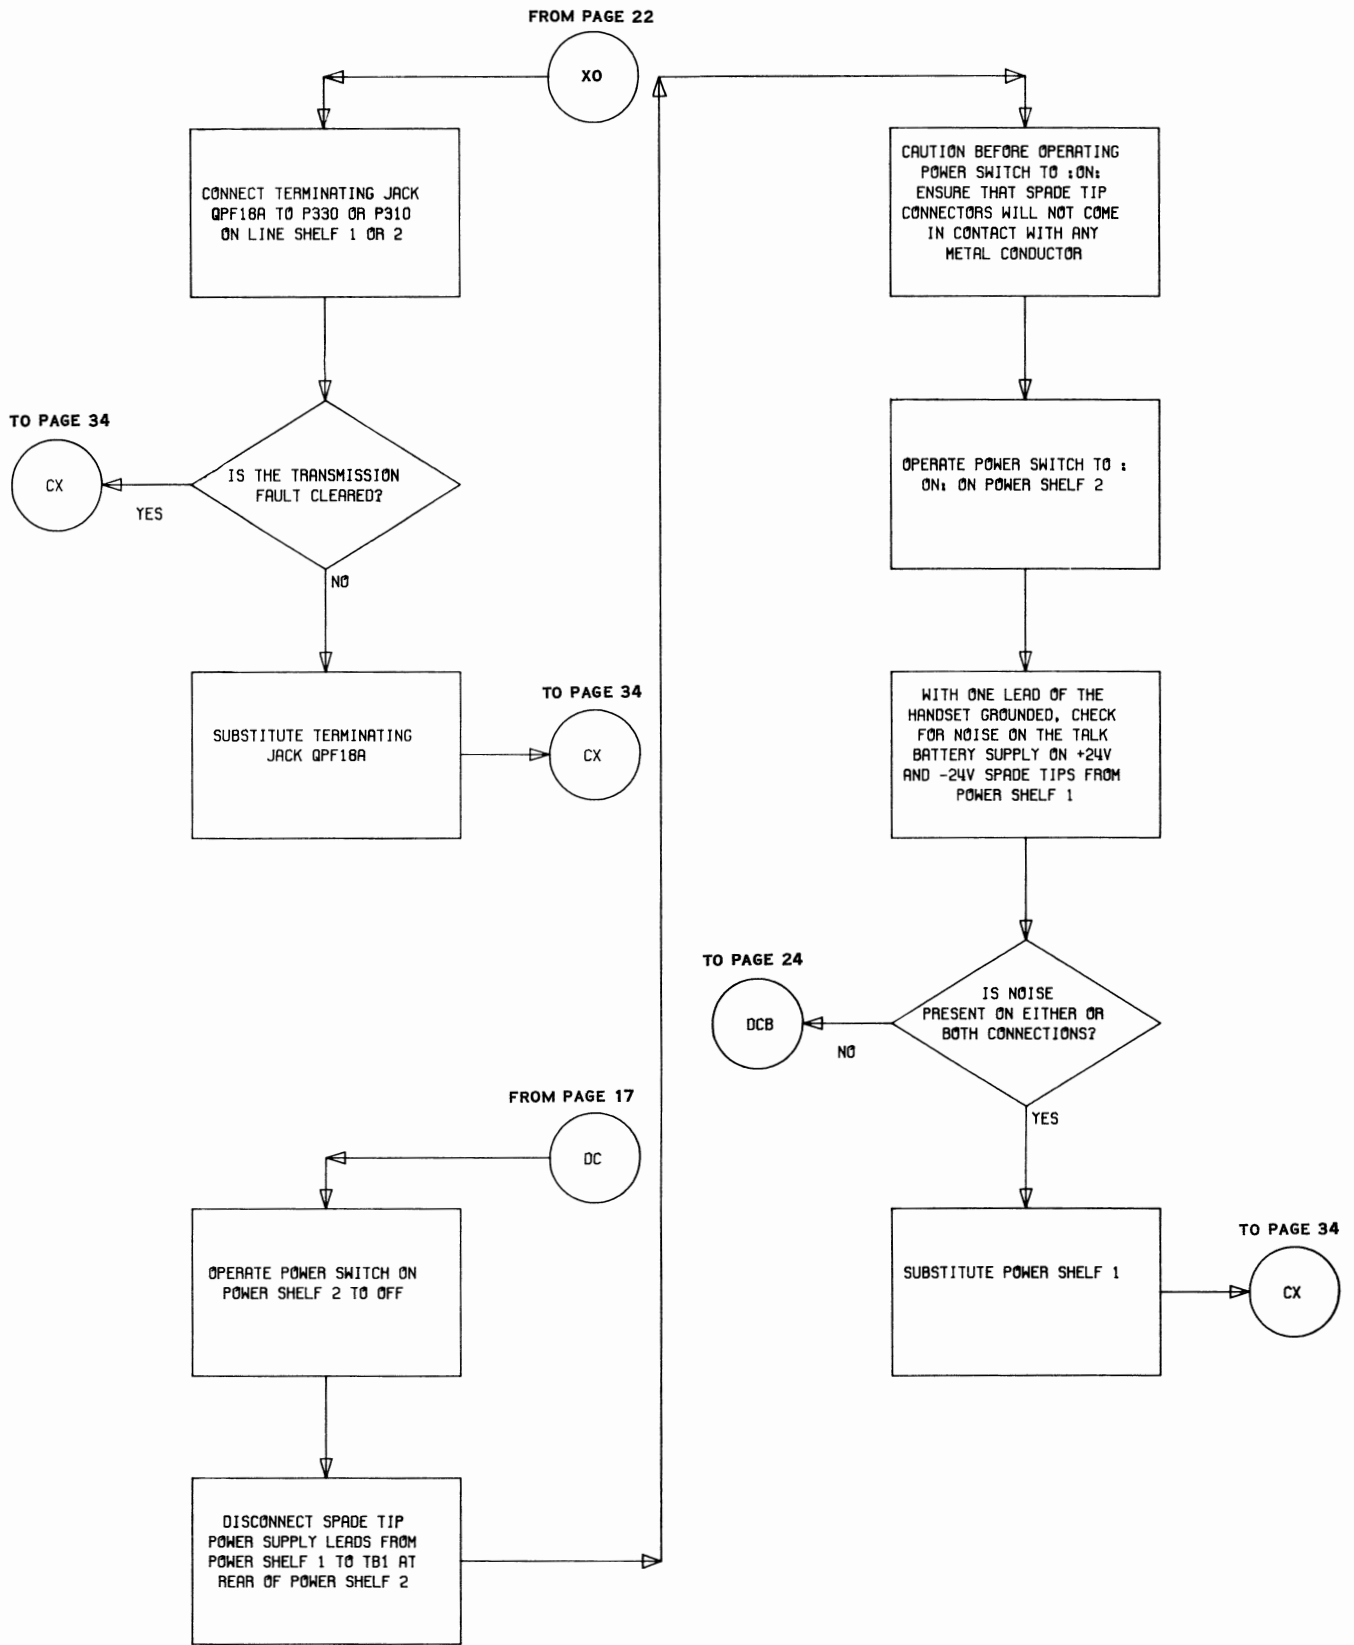 FROM PAGE 22
XO
CONNECT TERMINATING JACK
QPF18A TO P330 OR P310
ON LINE SHELF 1 OR 2
TO PAGE 34
CX
IS THE TRANSMISSION
FAULT CLEARED?
YES
NO
SUBSTITUTE TERMINATING
JACK QPF18A
TO PAGE 34
CX
FROM PAGE 17
DC
OPERATE POWER SWITCH ON
POWER SHELF 2 TO OFF
DISCONNECT SPADE TIP
POWER SUPPLY LEADS FROM
POWER SHELF 1 TO TB1 AT
REAR OF POWER SHELF 2
CAUTION BEFORE OPERATING
POWER SWITCH TO :ON:
ENSURE THAT SPADE TIP
CONNECTORS WILL NOT COME
IN CONTACT WITH ANY
METAL CONDUCTOR
OPERATE POWER SWITCH TO :
ON: ON POWER SHELF 2
WITH ONE LEAD OF THE
HANDSET GROUNDED, CHECK
FOR NOISE ON THE TALK
BATTERY SUPPLY ON +24V
AND -24V SPADE TIPS FROM
POWER SHELF 1
TO PAGE 24
DCB
IS NOISE
PRESENT ON EITHER OR
BOTH CONNECTIONS?
NO
YES
SUBSTITUTE POWER SHELF 1
TO PAGE 34
CX